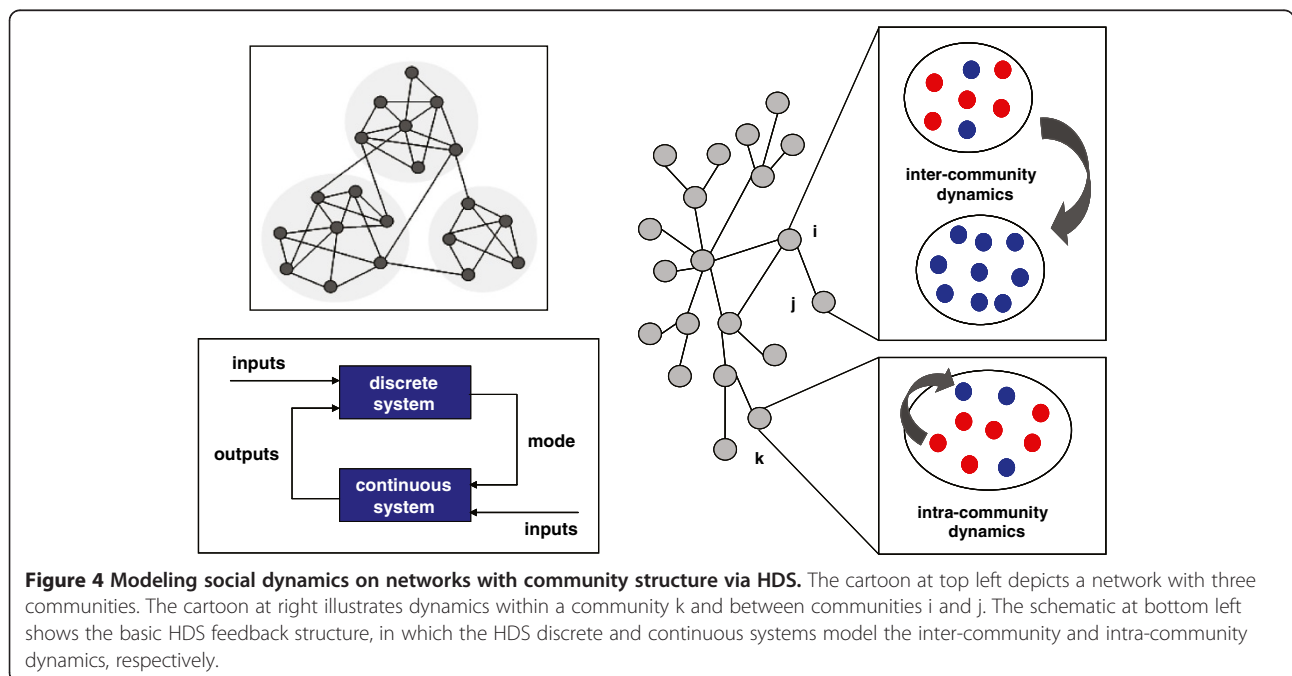 inputs
discrete
system
mode
outputs
continuous
system
inputs
i
j
k
inter-community
dynamics
intra-community
dynamics
Figure 4 Modeling social dynamics on networks with community structure via HDS. The cartoon at top left depicts a network with three
communities. The cartoon at right illustrates dynamics within a community k and between communities i and j. The schematic at bottom left
shows the basic HDS feedback structure, in which the HDS discrete and continuous systems model the inter-community and intra-community
dynamics, respectively.